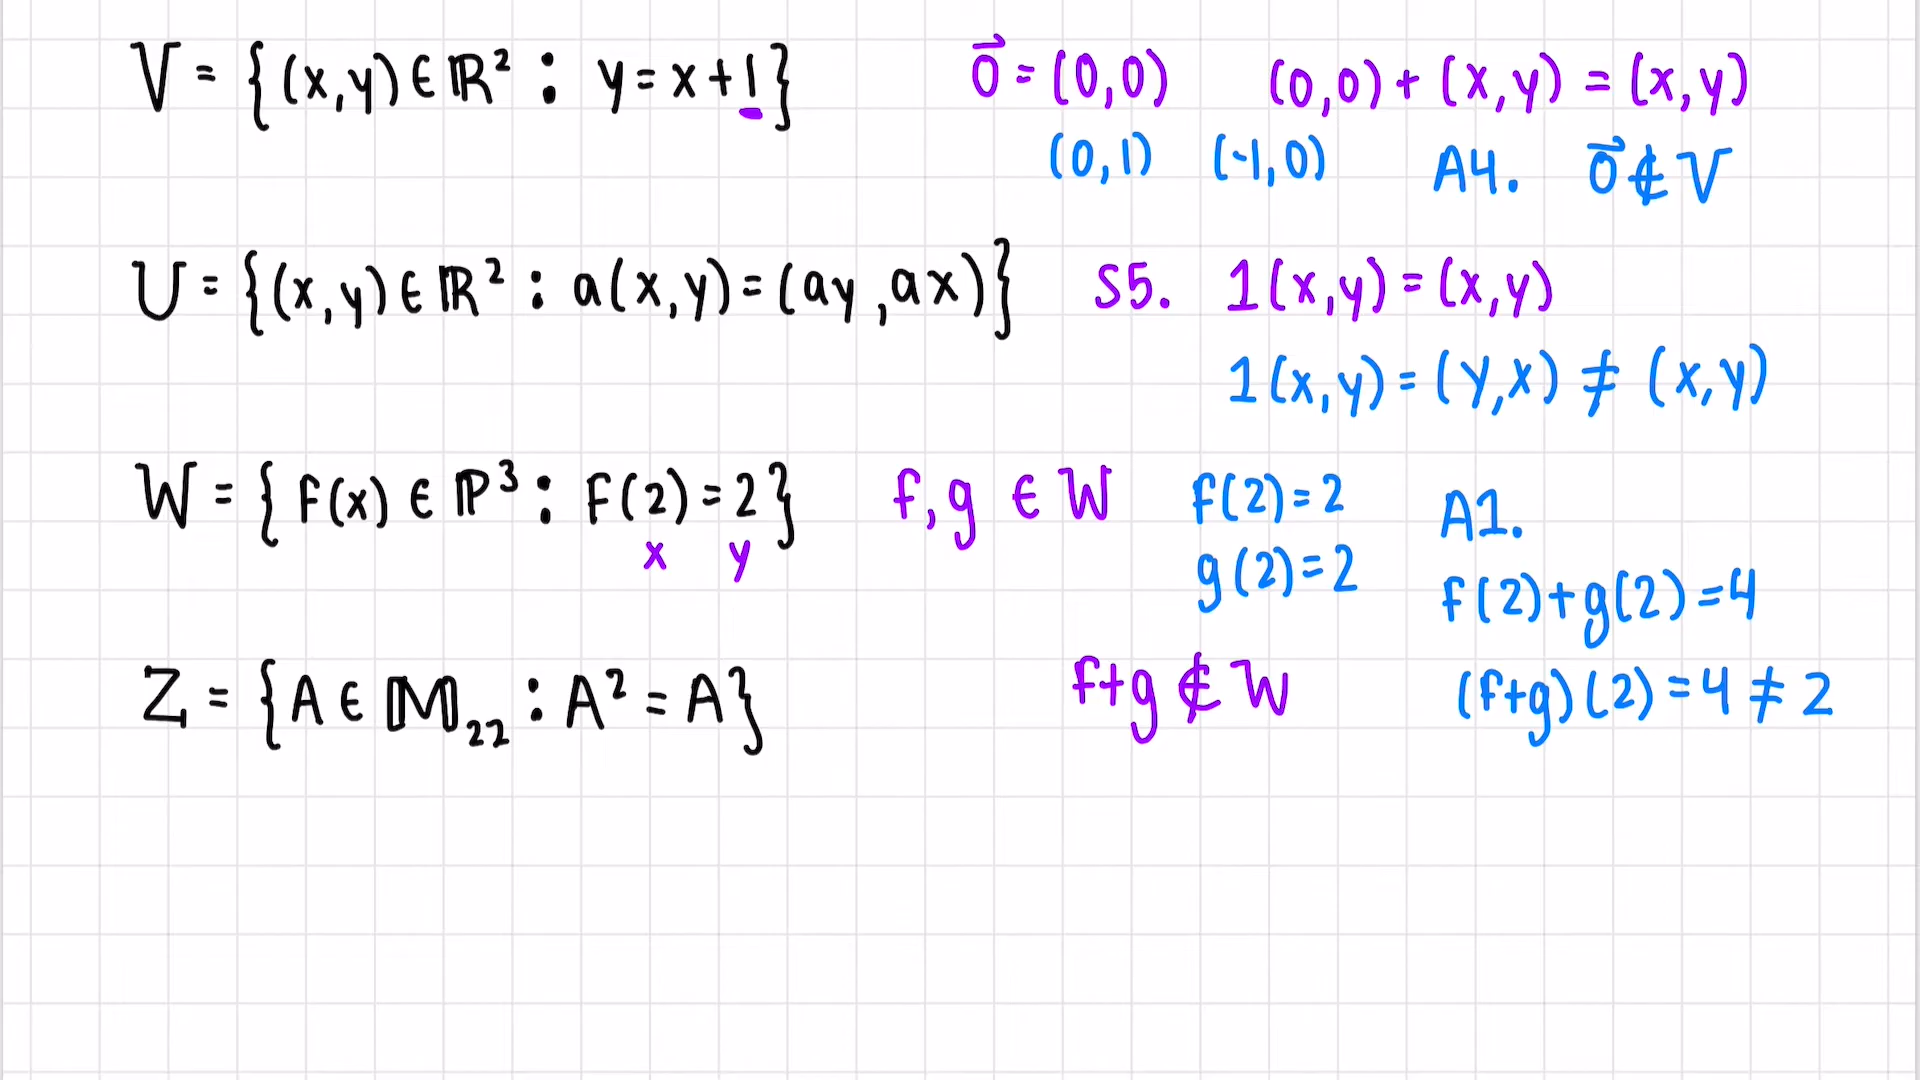 V = {(x,y) ∈ ℝ² : y = x + 1} 0⃗ = (0,0) (0,0) + (x,y) = (x,y)
(0,1) (-1,0) A4. 0⃗ ∉ V
U = {(x,y) ∈ ℝ² : a(x,y) = (ay,ax)} S5. 1(x,y) = (x,y)
1(x,y) = (y,x) ≠ (x,y)
W = {f(x) ∈ ℙ³ : f(2) = 2} f,g ∈ W f(2)=2 A1.
x y g(2)=2 f(2)+g(2)=4
Z = {A ∈ 𝕄₂₂ : A² = A} f+g ∉ W (f+g)(2)=4≠2